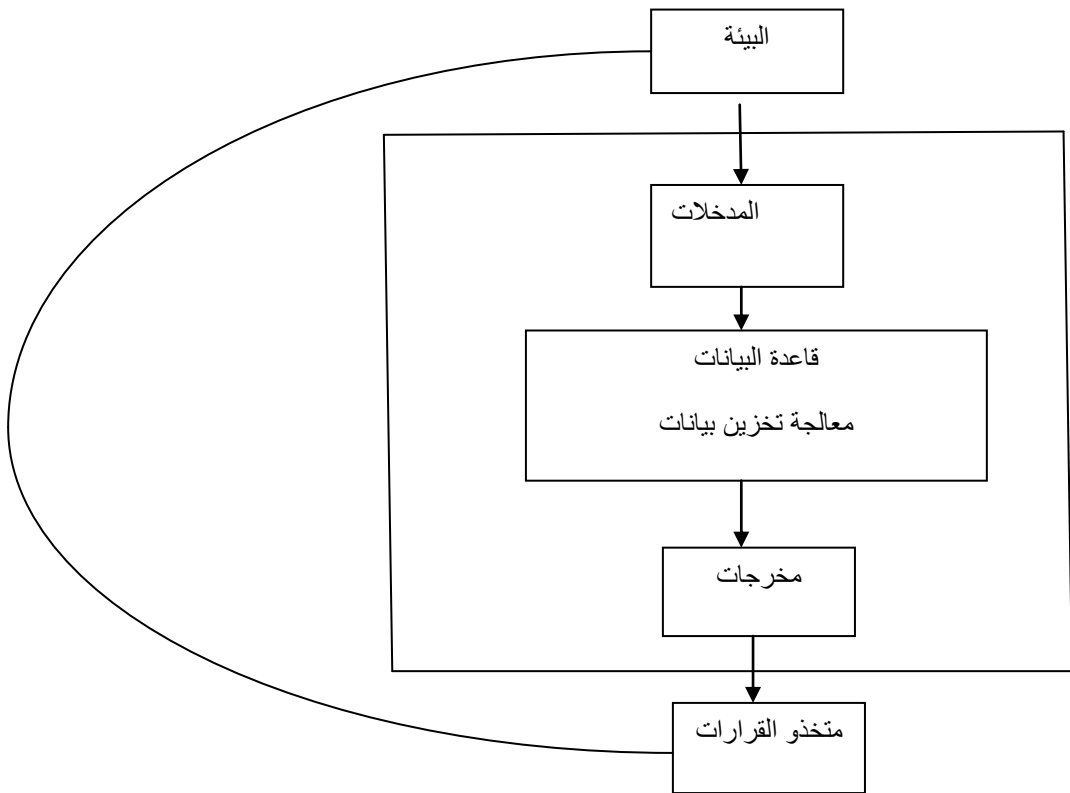 البيئة
المدخلات
قاعدة البيانات
معالجة تخزين بيانات
مخرجات
متخذو القرارات